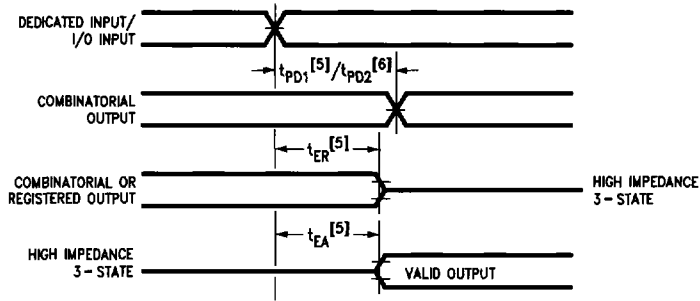 DEDICATED INPUT/
I/O INPUT
tPD1[5]/tPD2[6]
COMBINATORIAL
OUTPUT
tER[5]
COMBINATORIAL OR
REGISTERED OUTPUT
HIGH IMPEDANCE
3-STATE
tEA[5]
HIGH IMPEDANCE
3-STATE
VALID OUTPUT